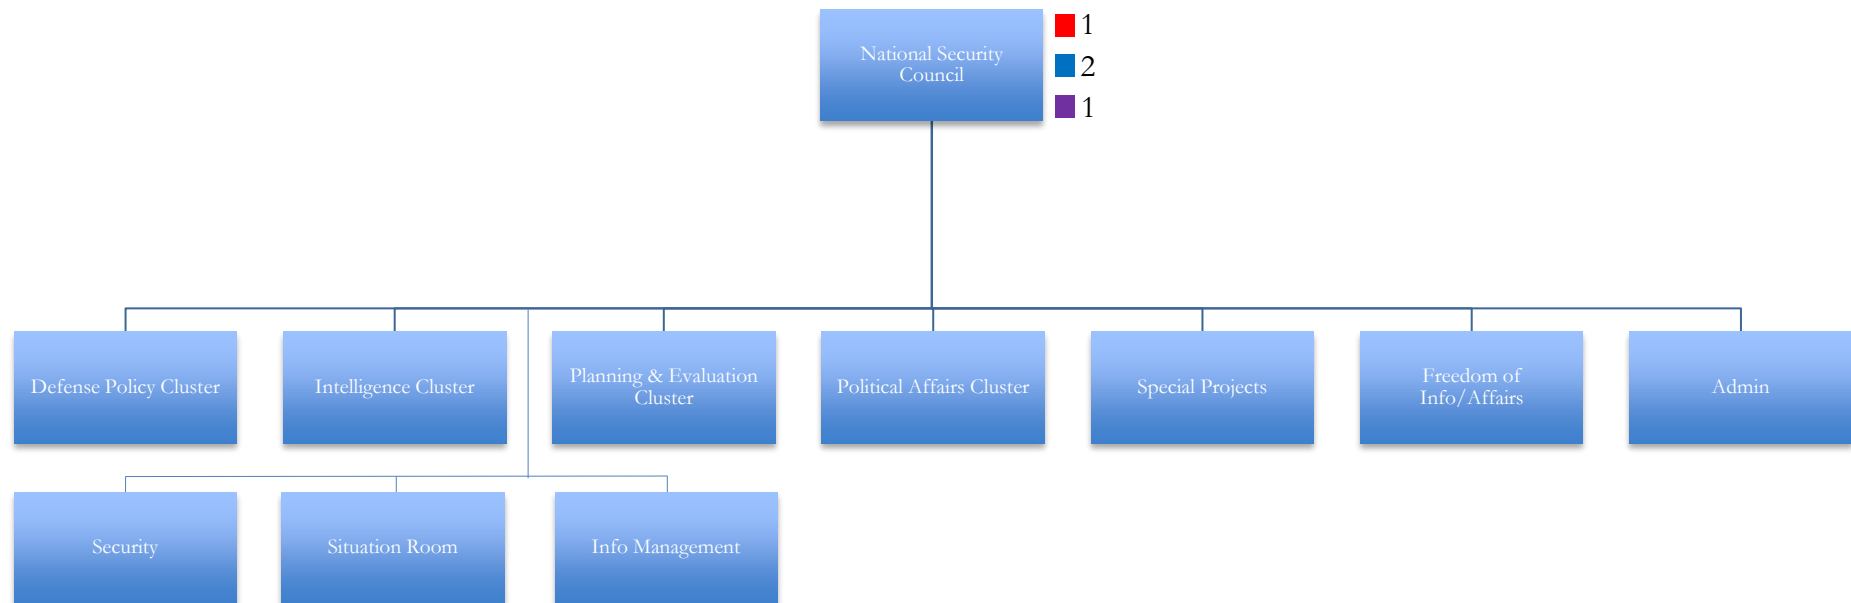 National Security
Council
1
2
1
Defense Policy Cluster
Intelligence Cluster
Planning & Evaluation
Cluster
Political Affairs Cluster
Special Projects
Freedom of
Info/Affairs
Admin
Security
Situation Room
Info Management